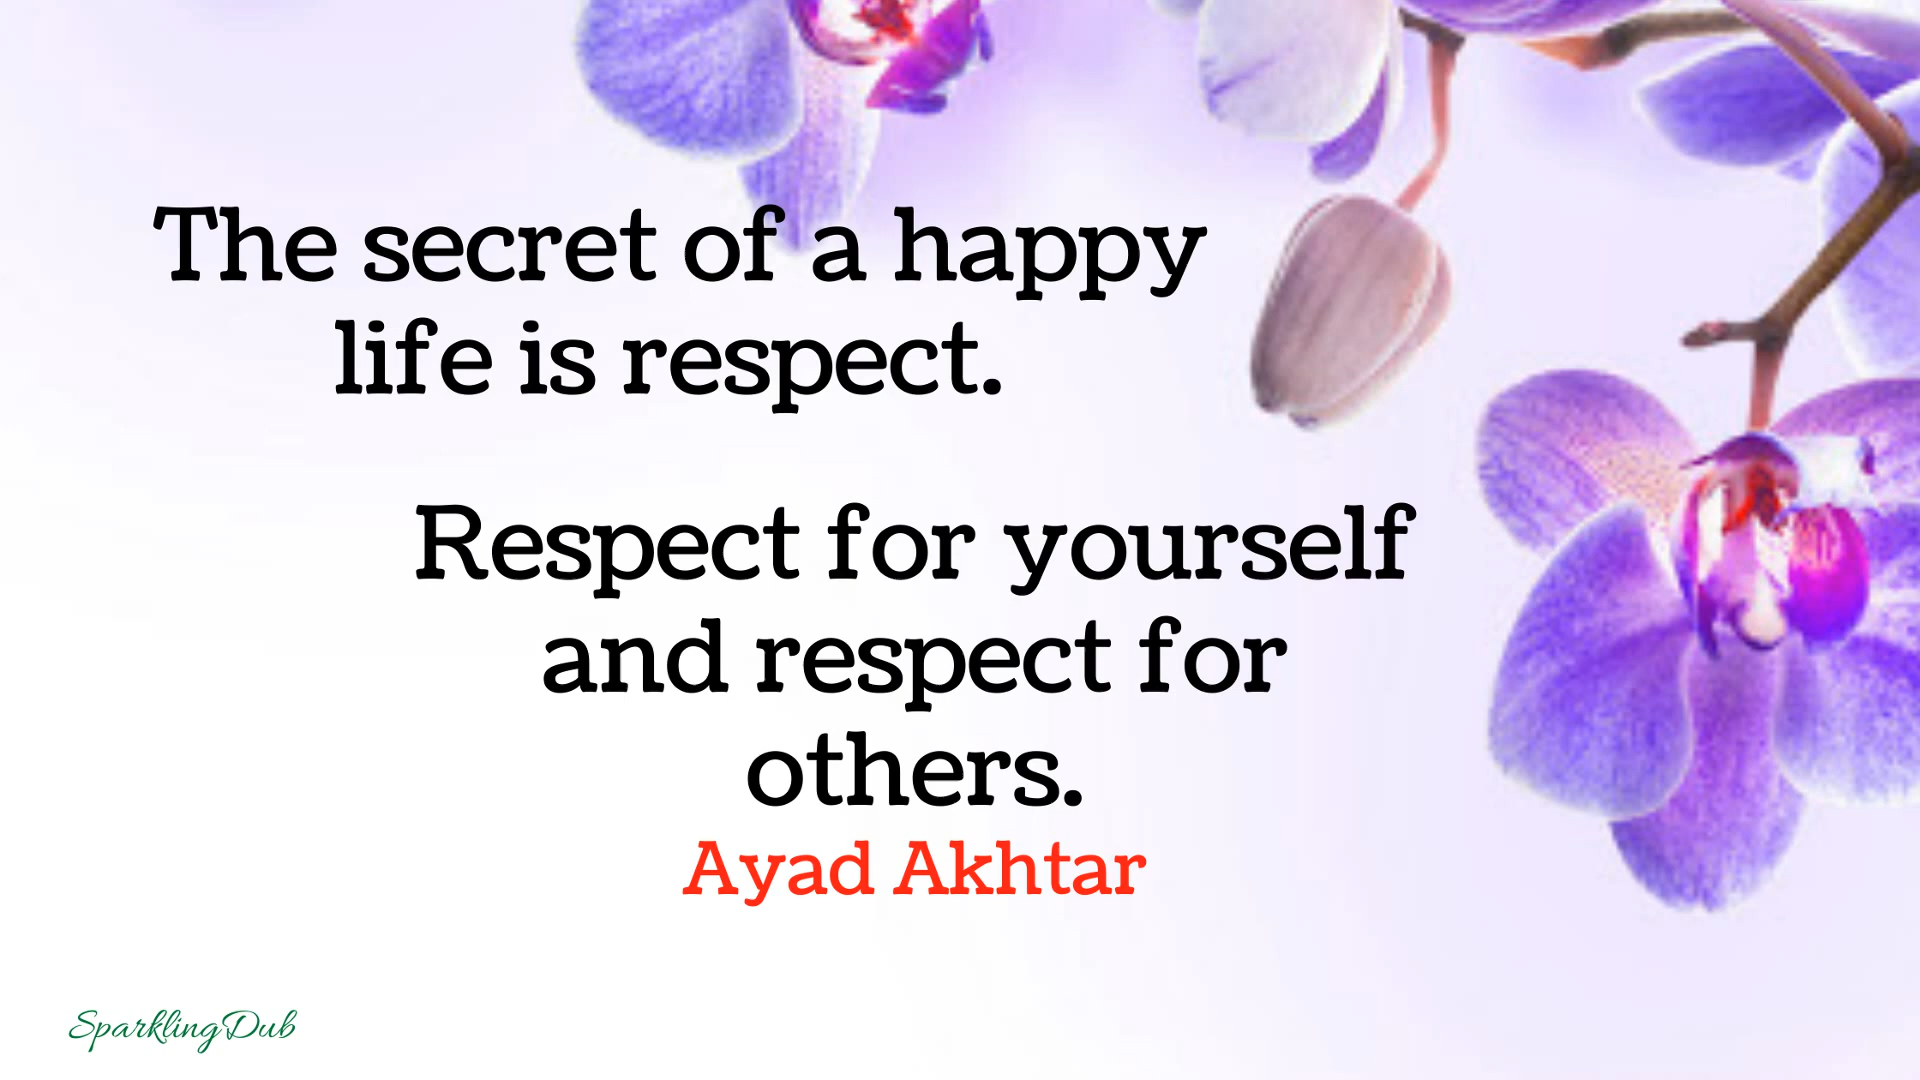 The secret of a happy
life is respect.
Respect for yourself
and respect for
others.
Ayad Akhtar
SparklingDub